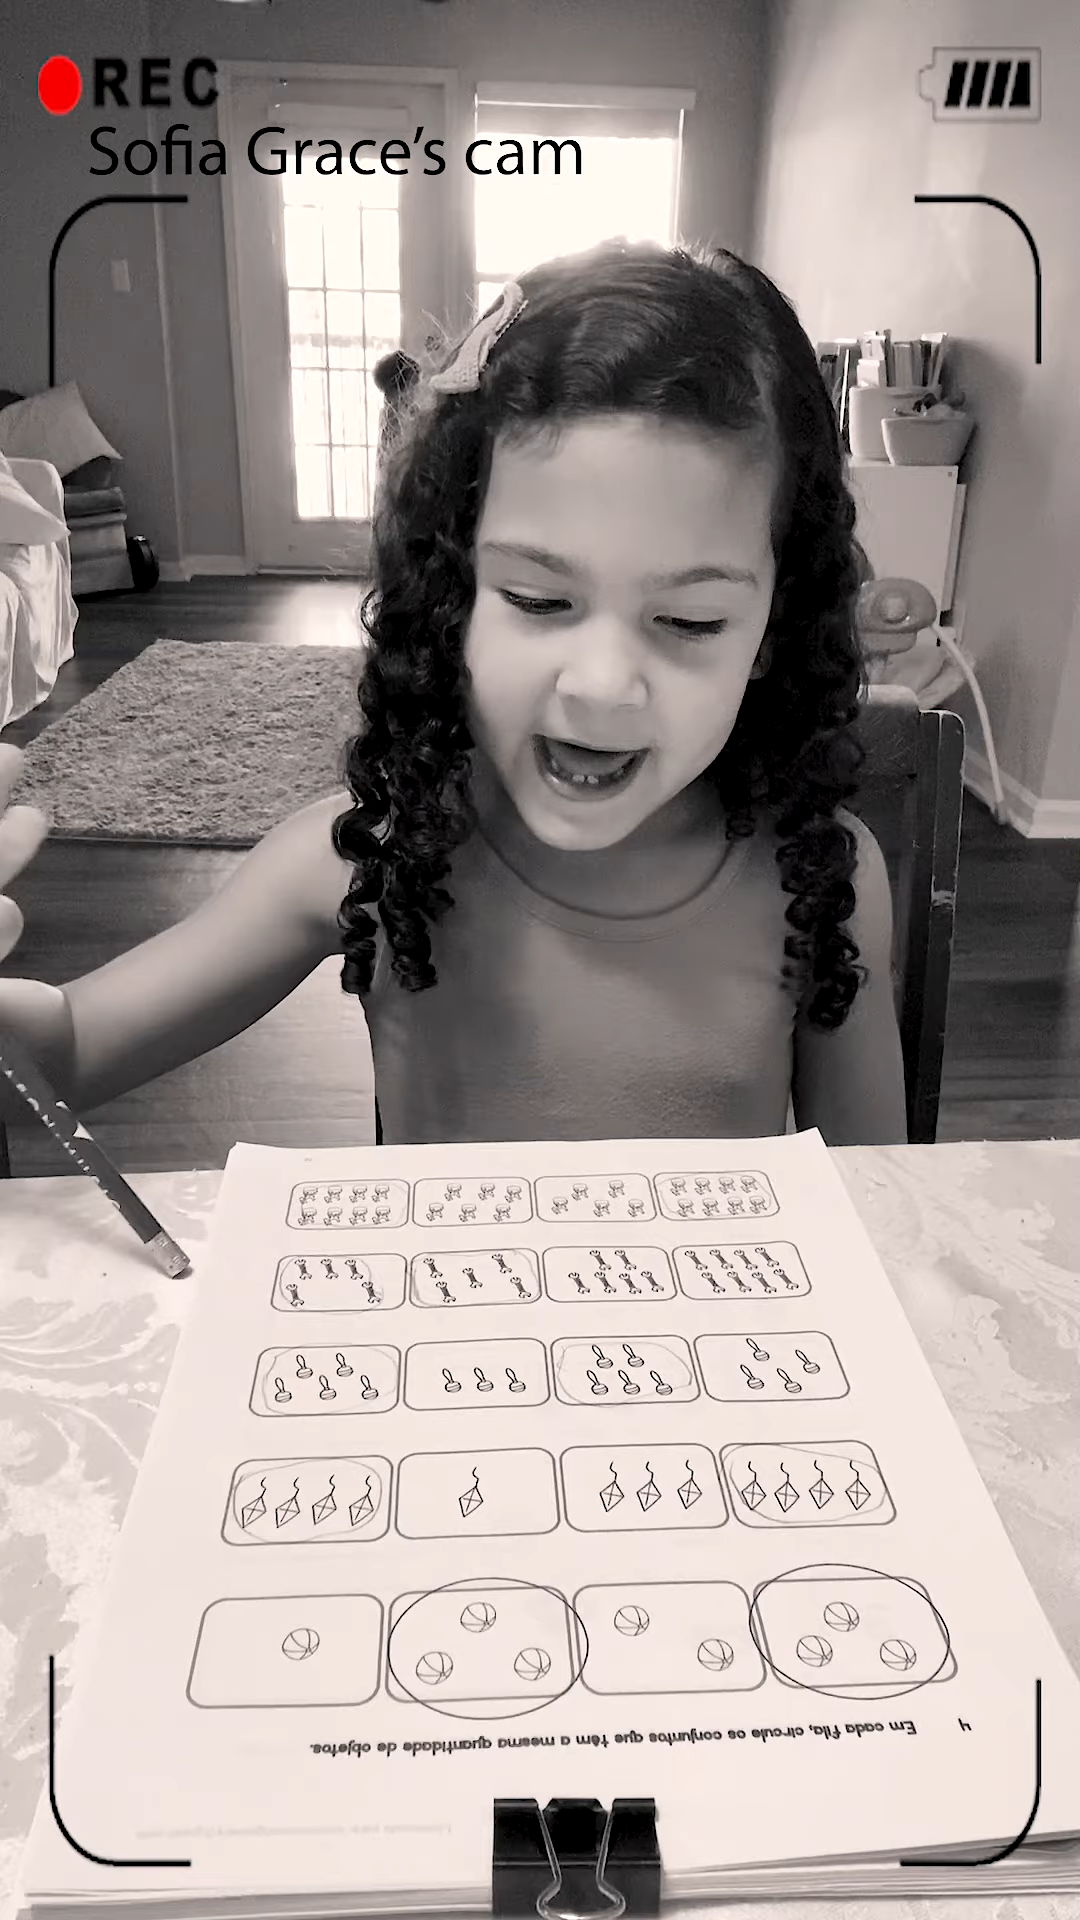 REC
Sofia Grace's cam
4 Em cada fila, circule os conjuntos que têm a mesma quantidade de objetos.